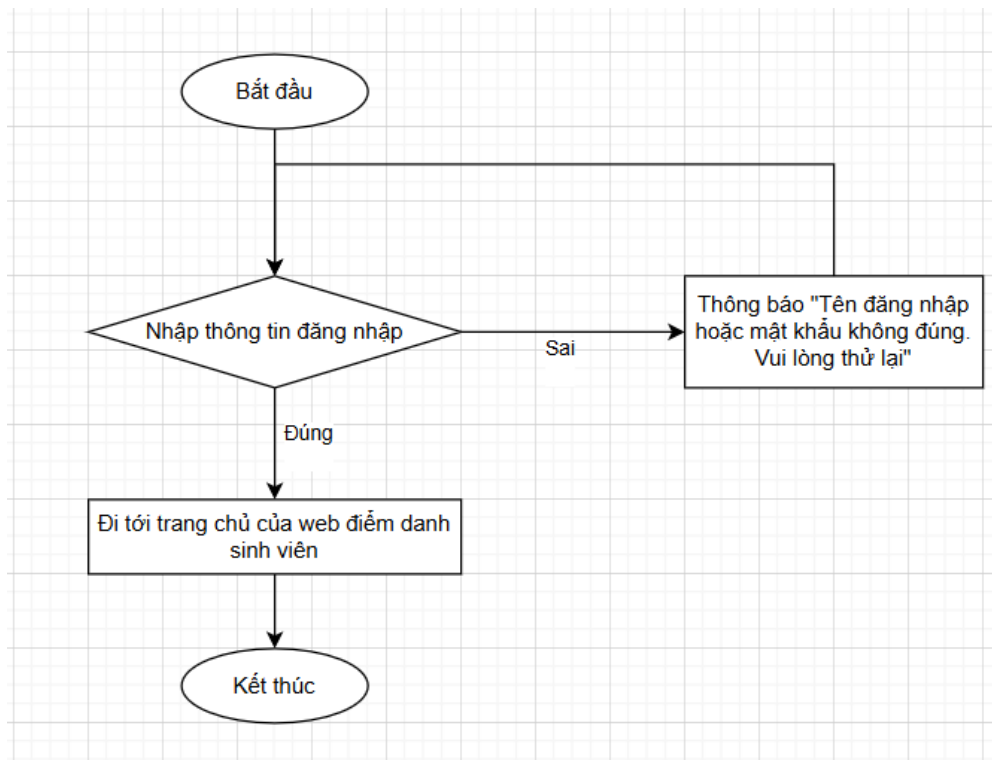 Bắt đầu
Nhập thông tin đăng nhập
Sai
Thông báo "Tên đăng nhập
hoặc mật khẩu không đúng.
Vui lòng thử lại"
Đúng
Đi tới trang chủ của web điểm danh
sinh viên
Kết thúc